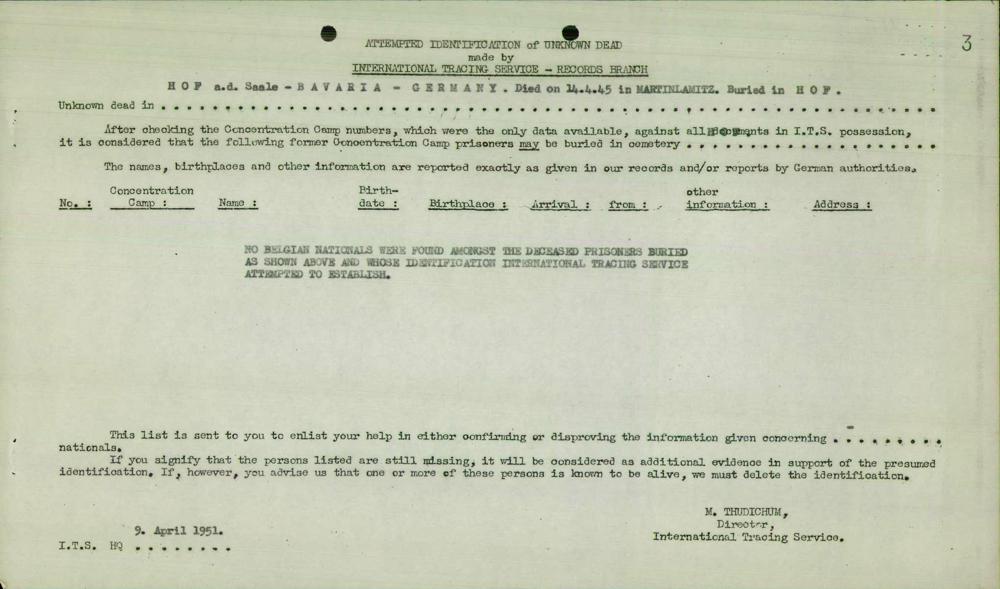 3
ATTEMPTED IDENTIFICATION of UNKNOWN DEAD
made by
INTERNATIONAL TRACING SERVICE - RECORDS BRANCH
H O F a.d. Saale - B A V A R I A - G E R M A N Y . Died on 14.4.45 in MARTINLAMITZ. Buried in H O F .
Unknown dead in . . . . . . . . . . . . . . . . . . . . . . . . . . . . . . . . . . . . . . . . . . . .
After checking the Concentration Camp numbers, which were the only data available, against all documents in I.T.S. possession,
it is considered that the following former Concentration Camp prisoners may be buried in cemetery . . . . . . . . . . . . . . . . .
The names, birthplaces and other information are reported exactly as given in our records and/or reports by German authorities.
Concentration Birth- other
No. : Camp : Name : date : Birthplace : Arrival : from : information : Address :
NO BELGIAN NATIONALS WERE FOUND AMONGST THE DECEASED PRISONERS BURIED
AS SHOWN ABOVE AND WHOSE IDENTIFICATION INTERNATIONAL TRACING SERVICE
ATTEMPTED TO ESTABLISH.
This list is sent to you to enlist your help in either confirming or disproving the information given concerning . . . . . . . .
nationals.
If you signify that the persons listed are still missing, it will be considered as additional evidence in support of the presumed
identification. If, however, you advise us that one or more of these persons is known to be alive, we must delete the identification.
M. THUDICHUM,
Director,
International Tracing Service.
9. April 1951.
I.T.S. HQ . . . . . . . .